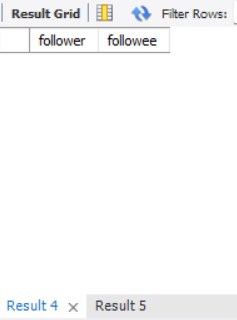 Result Grid Filter Rows:
follower followee
Result 4 Result 5